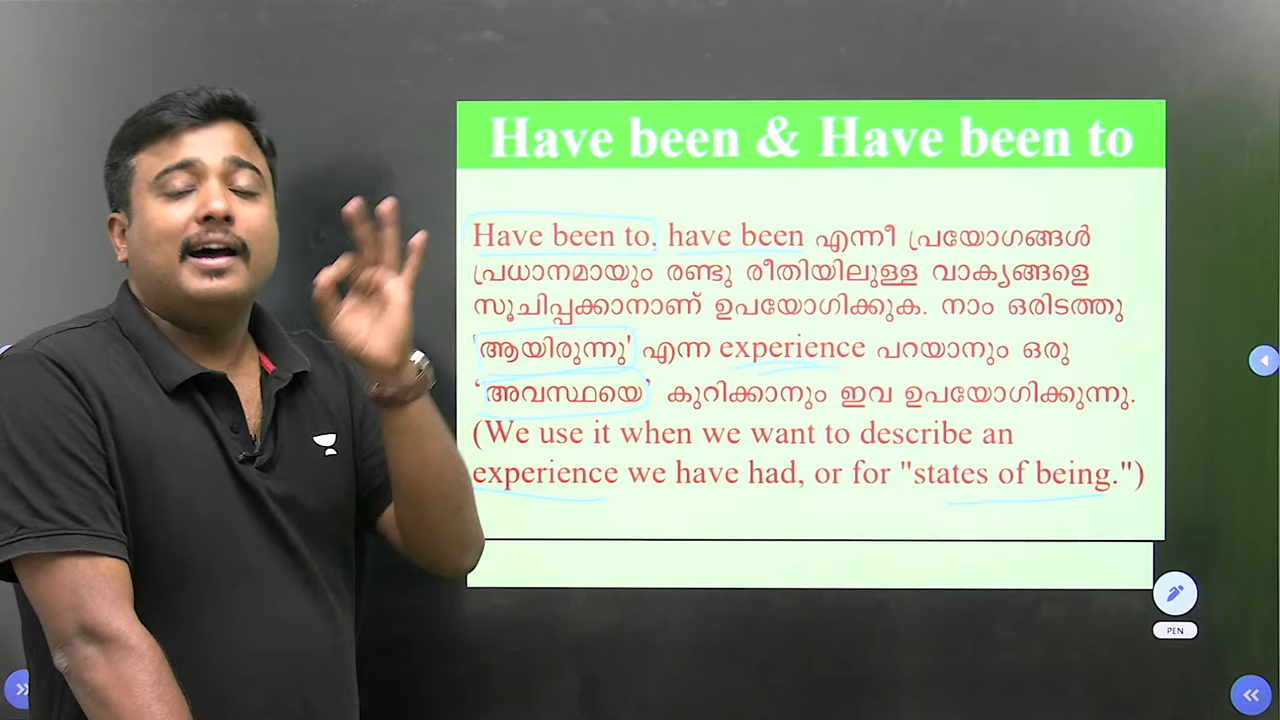 Have been & Have been to
Have been to, have been എന്നീ പ്രയോഗങ്ങൾ
പ്രധാനമായും രണ്ടു രീതിയിലുള്ള വാക്യങ്ങളെ
സൂചിപ്പക്കാനാണ് ഉപയോഗിക്കുക. നാം ഒരിടത്തു
'ആയിരുന്നു' എന്ന experience പറയാനും ഒരു
‘അവസ്ഥയെ’ കുറിക്കാനും ഇവ ഉപയോഗിക്കുന്നു.
(We use it when we want to describe an
experience we have had, or for "states of being.")
PEN